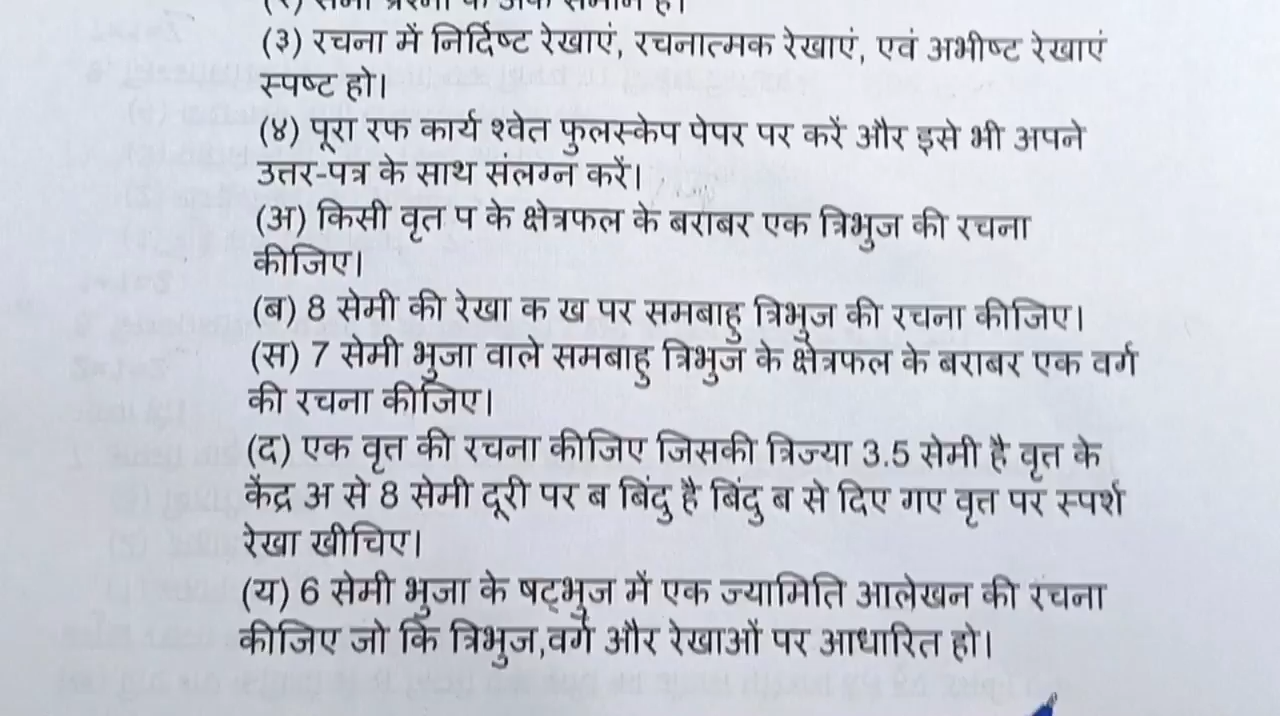 (३) रचना में निर्दिष्ट रेखाएं, रचनात्मक रेखाएं, एवं अभीष्ट रेखाएं
स्पष्ट हो।
(४) पूरा रफ कार्य श्वेत फुलस्केप पेपर पर करें और इसे भी अपने
उत्तर-पत्र के साथ संलग्न करें।
(अ) किसी वृत प के क्षेत्रफल के बराबर एक त्रिभुज की रचना
कीजिए।
(ब) 8 सेमी की रेखा क ख पर समबाहु त्रिभुज की रचना कीजिए।
(स) 7 सेमी भुजा वाले समबाहु त्रिभुज के क्षेत्रफल के बराबर एक वर्ग
की रचना कीजिए।
(द) एक वृत्त की रचना कीजिए जिसकी त्रिज्या 3.5 सेमी है वृत्त के
केंद्र अ से 8 सेमी दूरी पर ब बिंदु है बिंदु ब से दिए गए वृत्त पर स्पर्श
रेखा खीचिए।
(य) 6 सेमी भुजा के षट्भुज में एक ज्यामिति आलेखन की रचना
कीजिए जो कि त्रिभुज,वर्ग और रेखाओं पर आधारित हो।